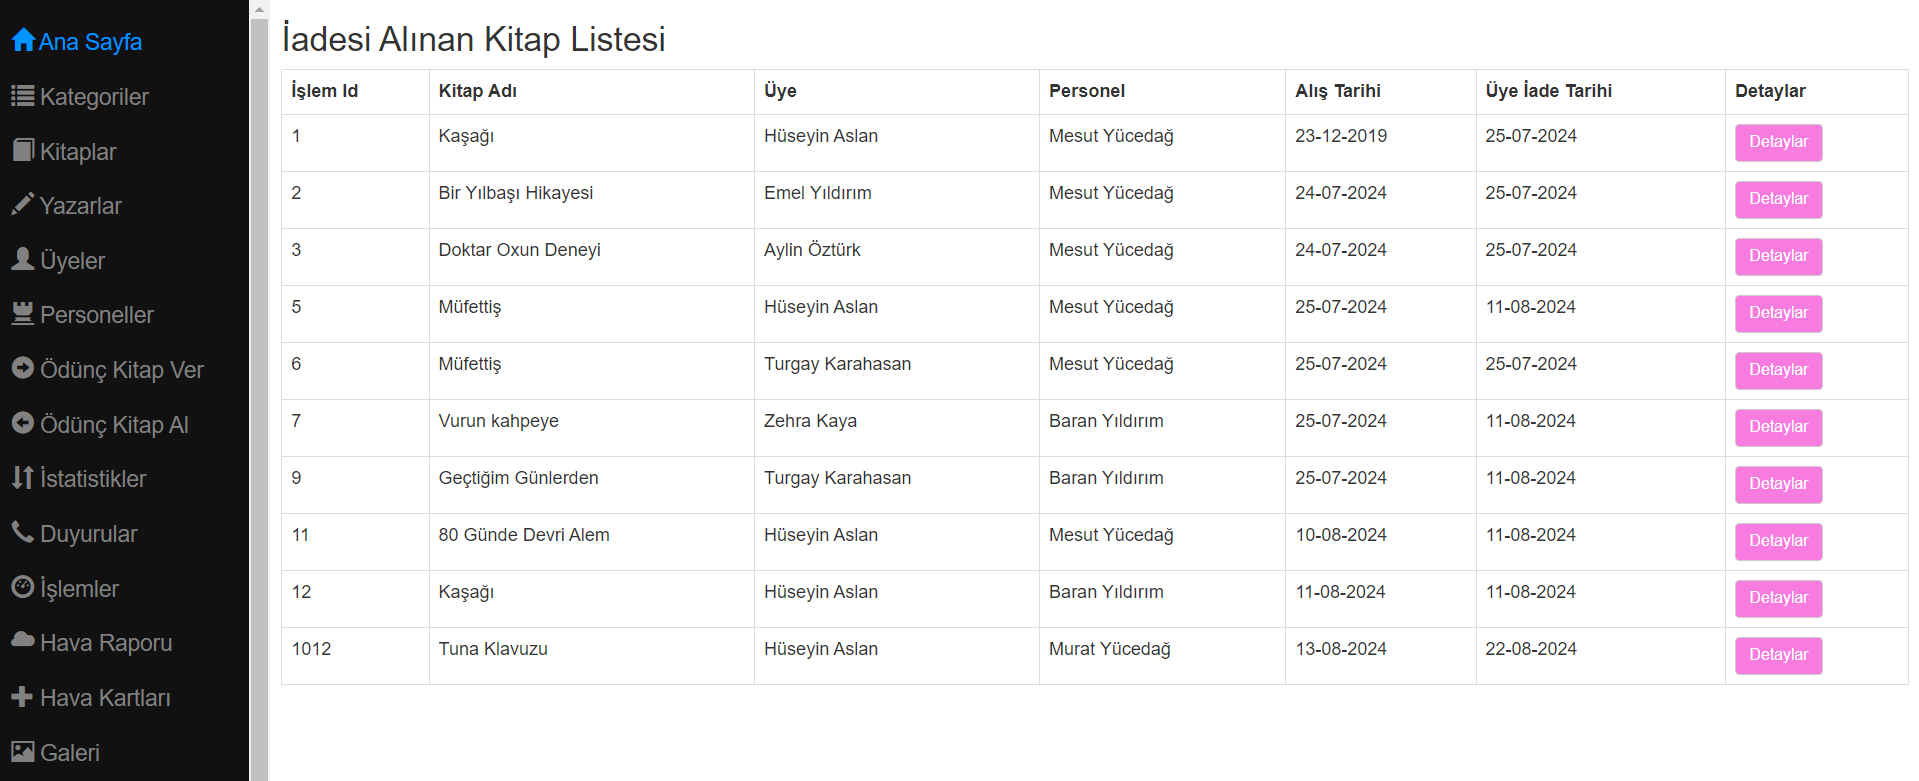 Ana Sayfa
Kategoriler
Kitaplar
Yazarlar
Üyeler
Personeller
Ödünç Kitap Ver
Ödünç Kitap Al
İstatistikler
Duyurular
İşlemler
Hava Raporu
Hava Kartları
Galeri
İadesi Alınan Kitap Listesi
İşlem Id Kitap Adı Üye Personel Alış Tarihi Üye İade Tarihi Detaylar
1 Kaşağı Hüseyin Aslan Mesut Yücedağ 23-12-2019 25-07-2024 Detaylar
2 Bir Yılbaşı Hikayesi Emel Yıldırım Mesut Yücedağ 24-07-2024 25-07-2024 Detaylar
3 Doktar Oxun Deneyi Aylin Öztürk Mesut Yücedağ 24-07-2024 25-07-2024 Detaylar
5 Müfettiş Hüseyin Aslan Mesut Yücedağ 25-07-2024 11-08-2024 Detaylar
6 Müfettiş Turgay Karahasan Mesut Yücedağ 25-07-2024 25-07-2024 Detaylar
7 Vurun kahpeye Zehra Kaya Baran Yıldırım 25-07-2024 11-08-2024 Detaylar
9 Geçtiğim Günlerden Turgay Karahasan Baran Yıldırım 25-07-2024 11-08-2024 Detaylar
11 80 Günde Devri Alem Hüseyin Aslan Mesut Yücedağ 10-08-2024 11-08-2024 Detaylar
12 Kaşağı Hüseyin Aslan Baran Yıldırım 11-08-2024 11-08-2024 Detaylar
1012 Tuna Klavuzu Hüseyin Aslan Murat Yücedağ 13-08-2024 22-08-2024 Detaylar